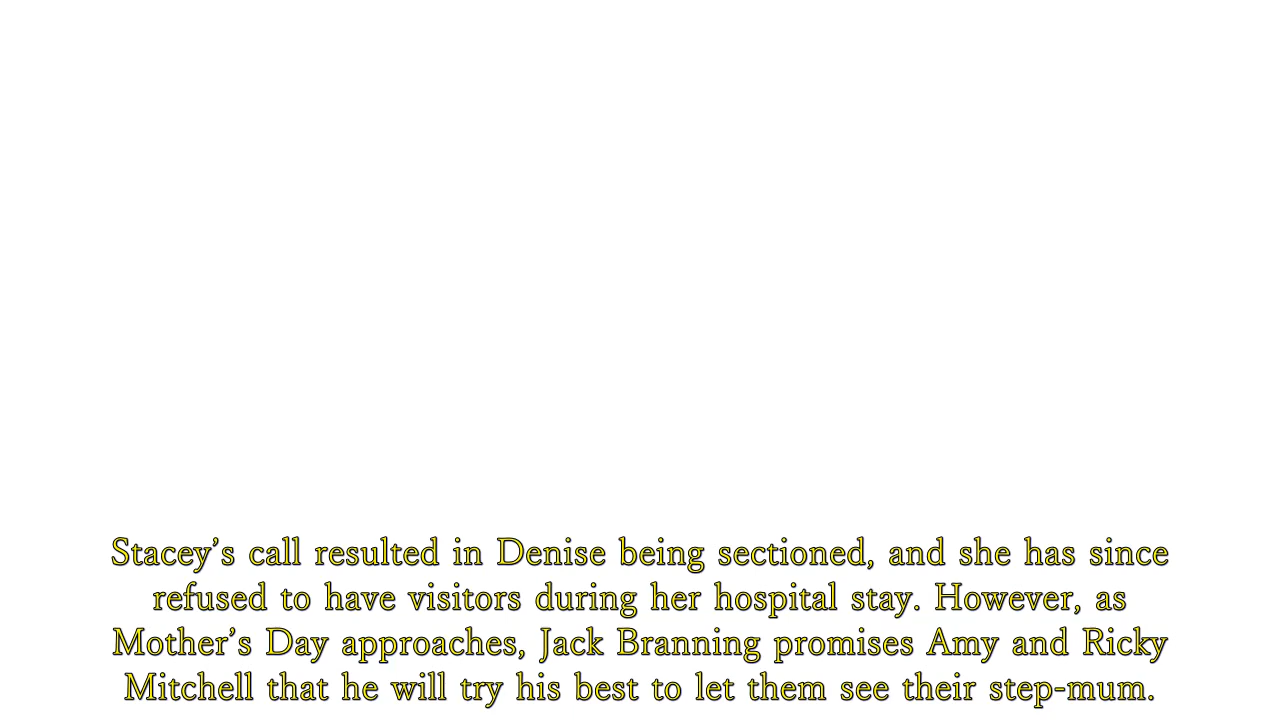 Stacey’s call resulted in Denise being sectioned, and she has since
refused to have visitors during her hospital stay. However, as
Mother’s Day approaches, Jack Branning promises Amy and Ricky
Mitchell that he will try his best to let them see their step-mum.